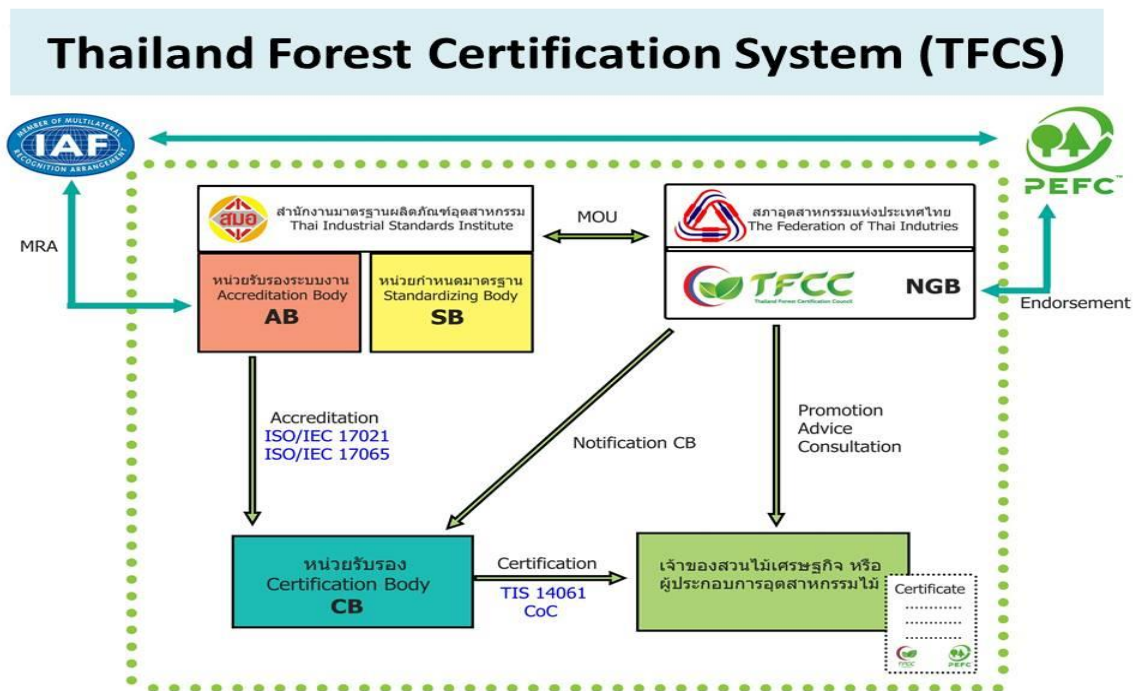 Thailand Forest Certification System (TFCS)
MEMBER OF MULTILATERAL
IAF
RECOGNITION ARRANGEMENT
PEFC™
MRA
สมอ
สำนักงานมาตรฐานผลิตภัณฑ์อุตสาหกรรม
Thai Industrial Standards Institute
MOU
สภาอุตสาหกรรมแห่งประเทศไทย
The Federation of Thai Indutries
หน่วยรับรองระบบงาน
Accreditation Body
AB
หน่วยกำหนดมาตรฐาน
Standardizing Body
SB
TFCC
Thailand Forest Certification Council
NGB
Endorsement
Accreditation
ISO/IEC 17021
ISO/IEC 17065
Notification CB
Promotion
Advice
Consultation
หน่วยรับรอง
Certification Body
CB
Certification
TIS 14061
CoC
เจ้าของสวนไม้เศรษฐกิจ หรือ
ผู้ประกอบการอุตสาหกรรมไม้
Certificate
................
................
................
TFCC
PEFC